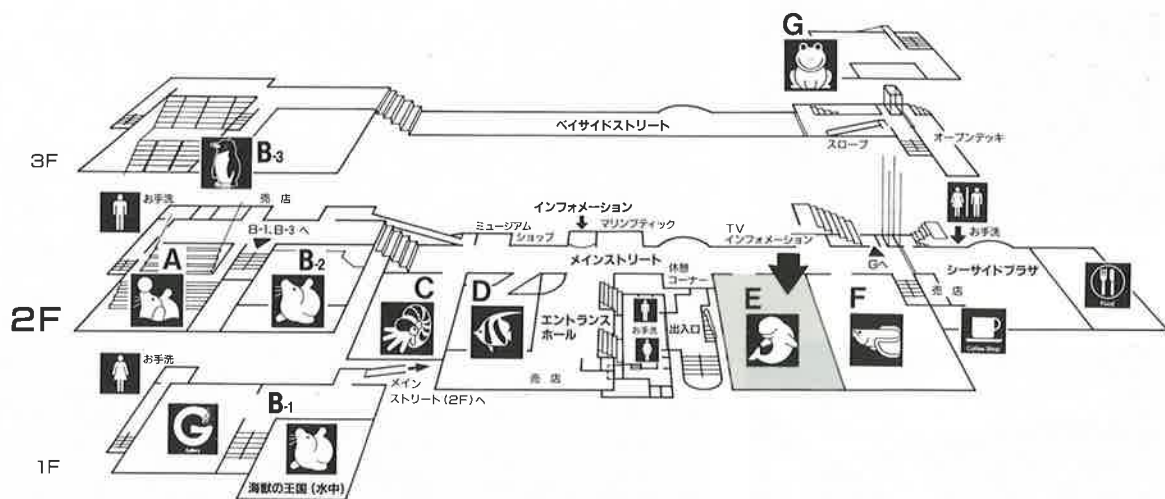 G
ベイサイドストリート
スロープ
オープンデッキ
3F
B-3
お手洗
売店
B-1、B-3 へ
ミュージアム
ショップ
インフォメーション
マリンブティック
TV
インフォメーション
お手洗
メインストリート
休憩
コーナー
Gへ
シーサイドプラザ
売店
A
B-2
C
D
エントランス
ホール
お手洗
出入口
E
F
Food
Coffee Shop
2F
お手洗
売店
メイン
ストリート(2F)へ
B-1
G
Gallery
1F
海獣の王国(水中)